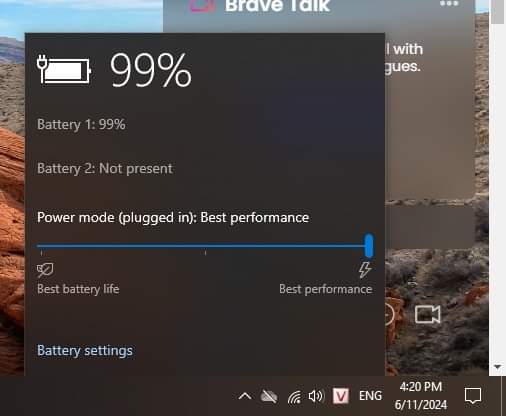 Brave Talk
l with
gues.
99%
Battery 1: 99%
Battery 2: Not present
Power mode (plugged in): Best performance
Best battery life
Best performance
Battery settings
V
ENG
4:20 PM
6/11/2024